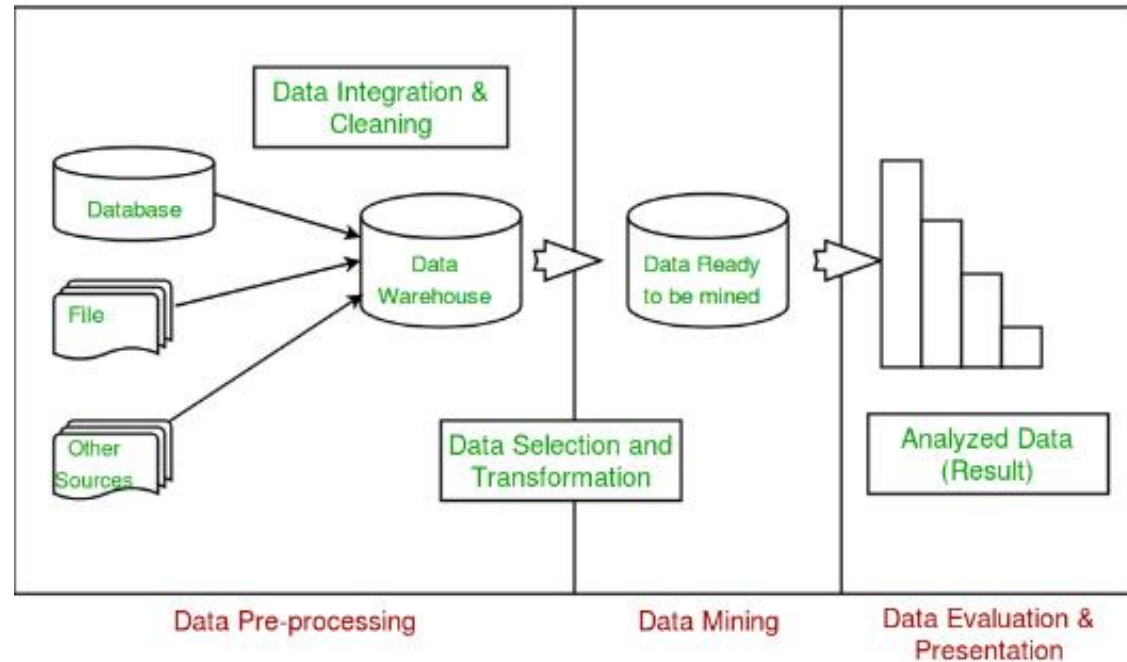 Data Integration &
Cleaning
Database
File
Other
Sources
Data
Warehouse
Data Ready
to be mined
Data Selection and
Transformation
Analyzed Data
(Result)
Data Pre-processing
Data Mining
Data Evaluation &
Presentation